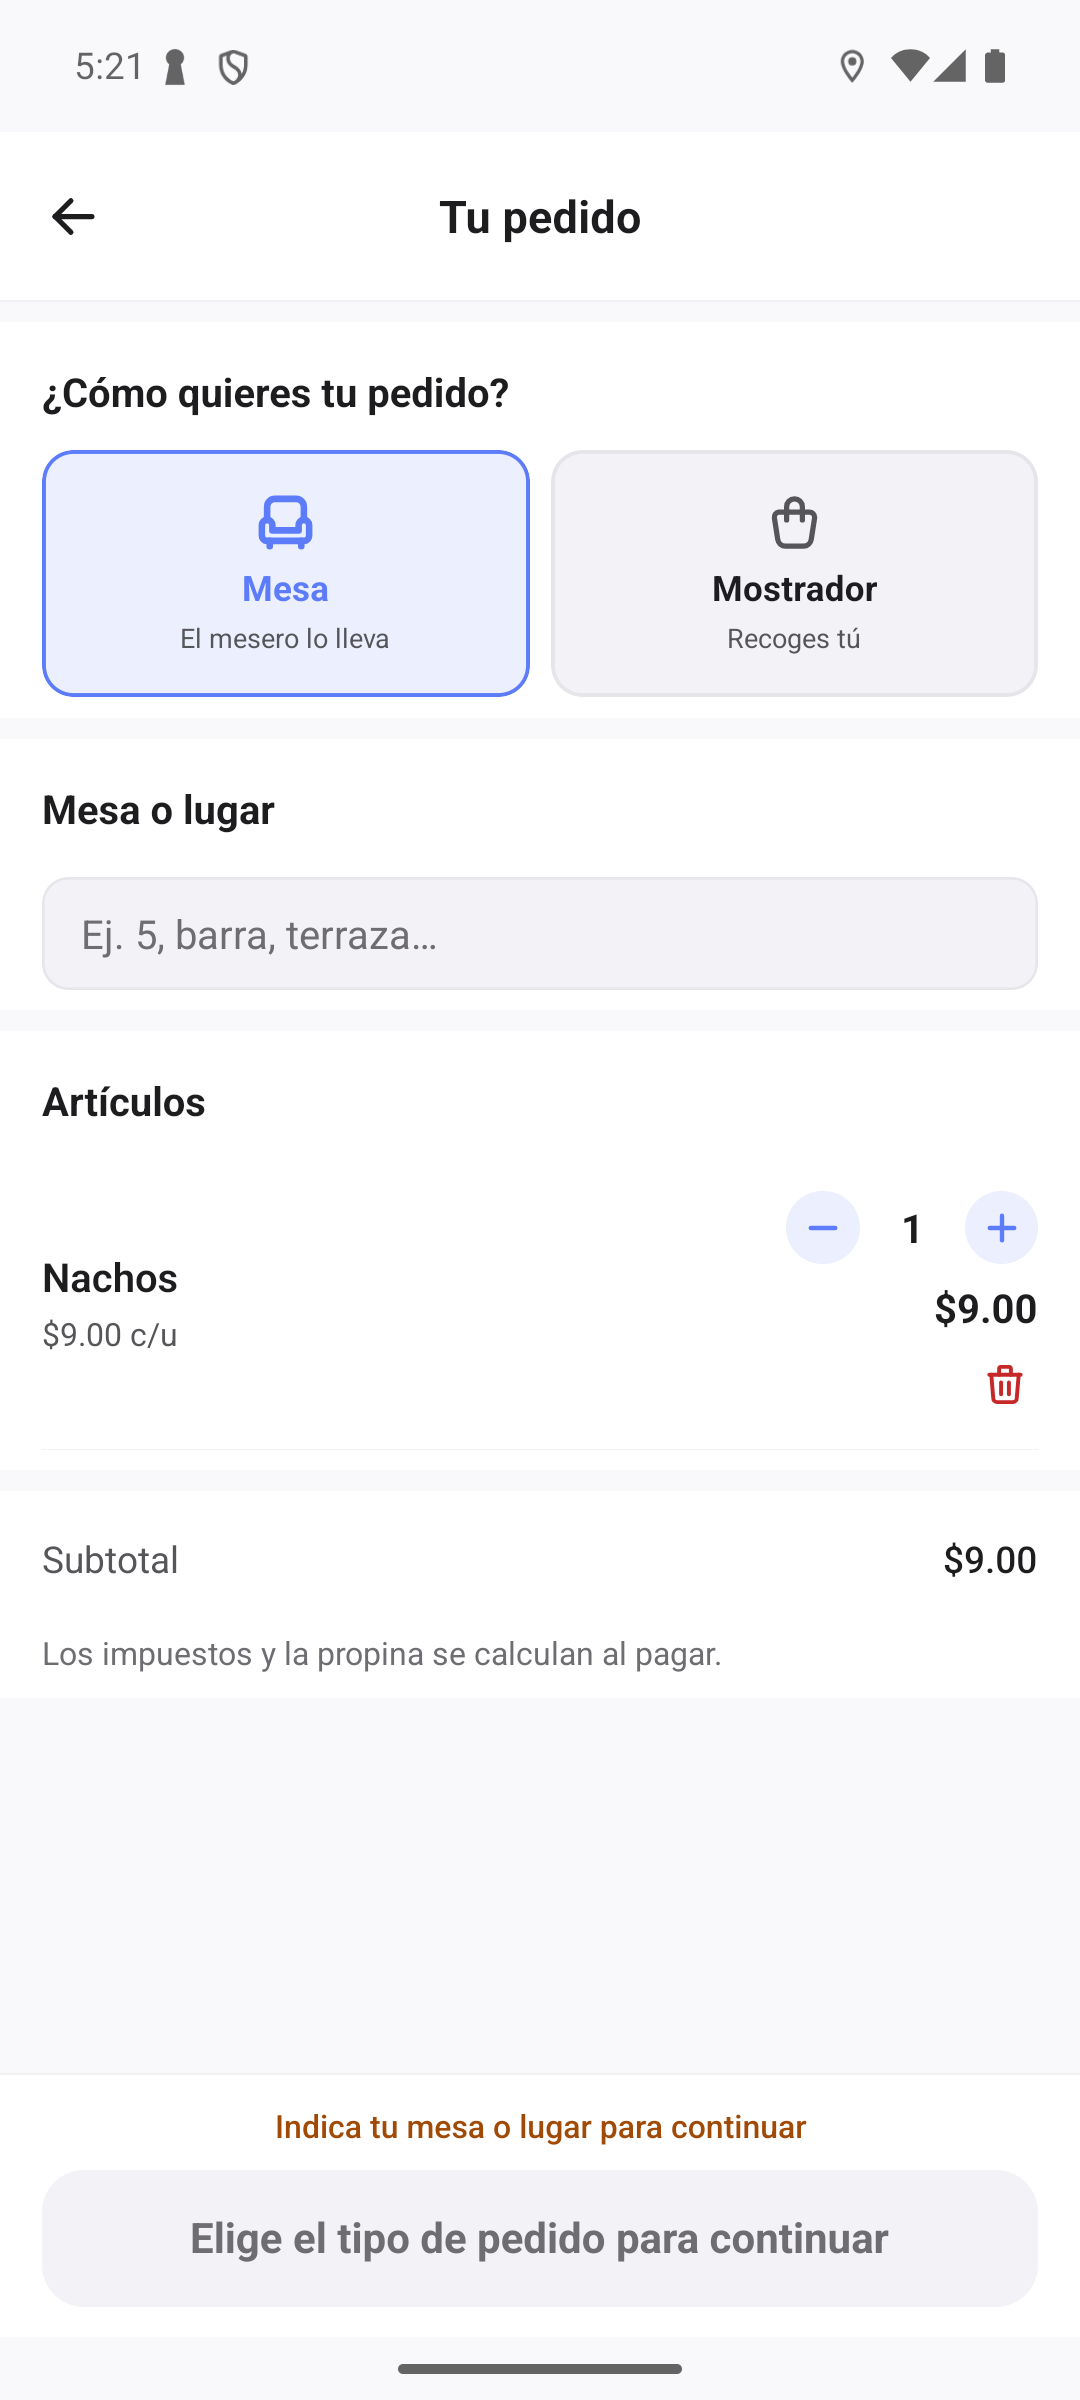 5:21
Tu pedido
¿Cómo quieres tu pedido?
Mesa
El mesero lo lleva
Mostrador
Recoges tú
Mesa o lugar
Ej. 5, barra, terraza...
Artículos
1
Nachos
$9.00
$9.00 c/u
Subtotal
$9.00
Los impuestos y la propina se calculan al pagar.
Indica tu mesa o lugar para continuar
Elige el tipo de pedido para continuar